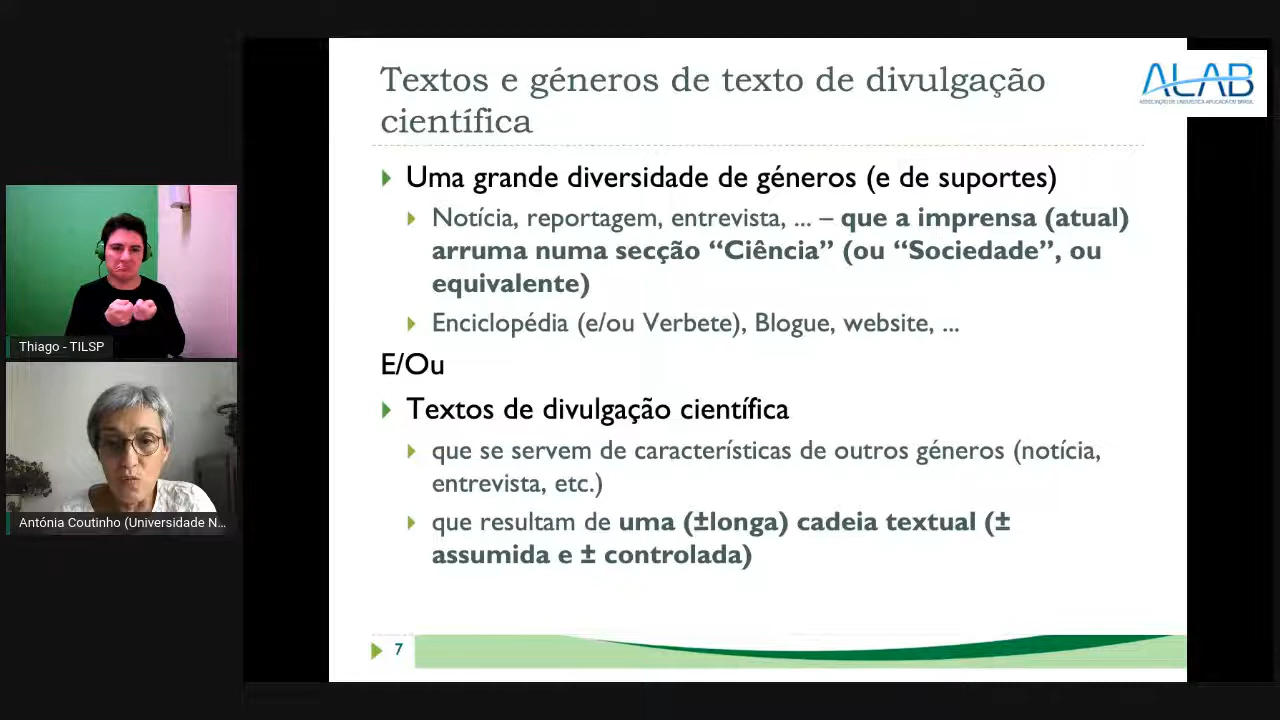 Textos e géneros de texto de divulgação
científica
ALAB
ASSOCIAÇÃO DE LINGUÍSTICA APLICADA DO BRASIL
Uma grande diversidade de géneros (e de suportes)
Notícia, reportagem, entrevista, ... – que a imprensa (atual)
arruma numa secção “Ciência” (ou “Sociedade”, ou
equivalente)
Enciclopédia (e/ou Verbete), Blogue, website, ...
E/Ou
Textos de divulgação científica
que se servem de características de outros géneros (notícia,
entrevista, etc.)
que resultam de uma (±longa) cadeia textual (±
assumida e ± controlada)
7
Thiago - TILSP
Antónia Coutinho (Universidade N...